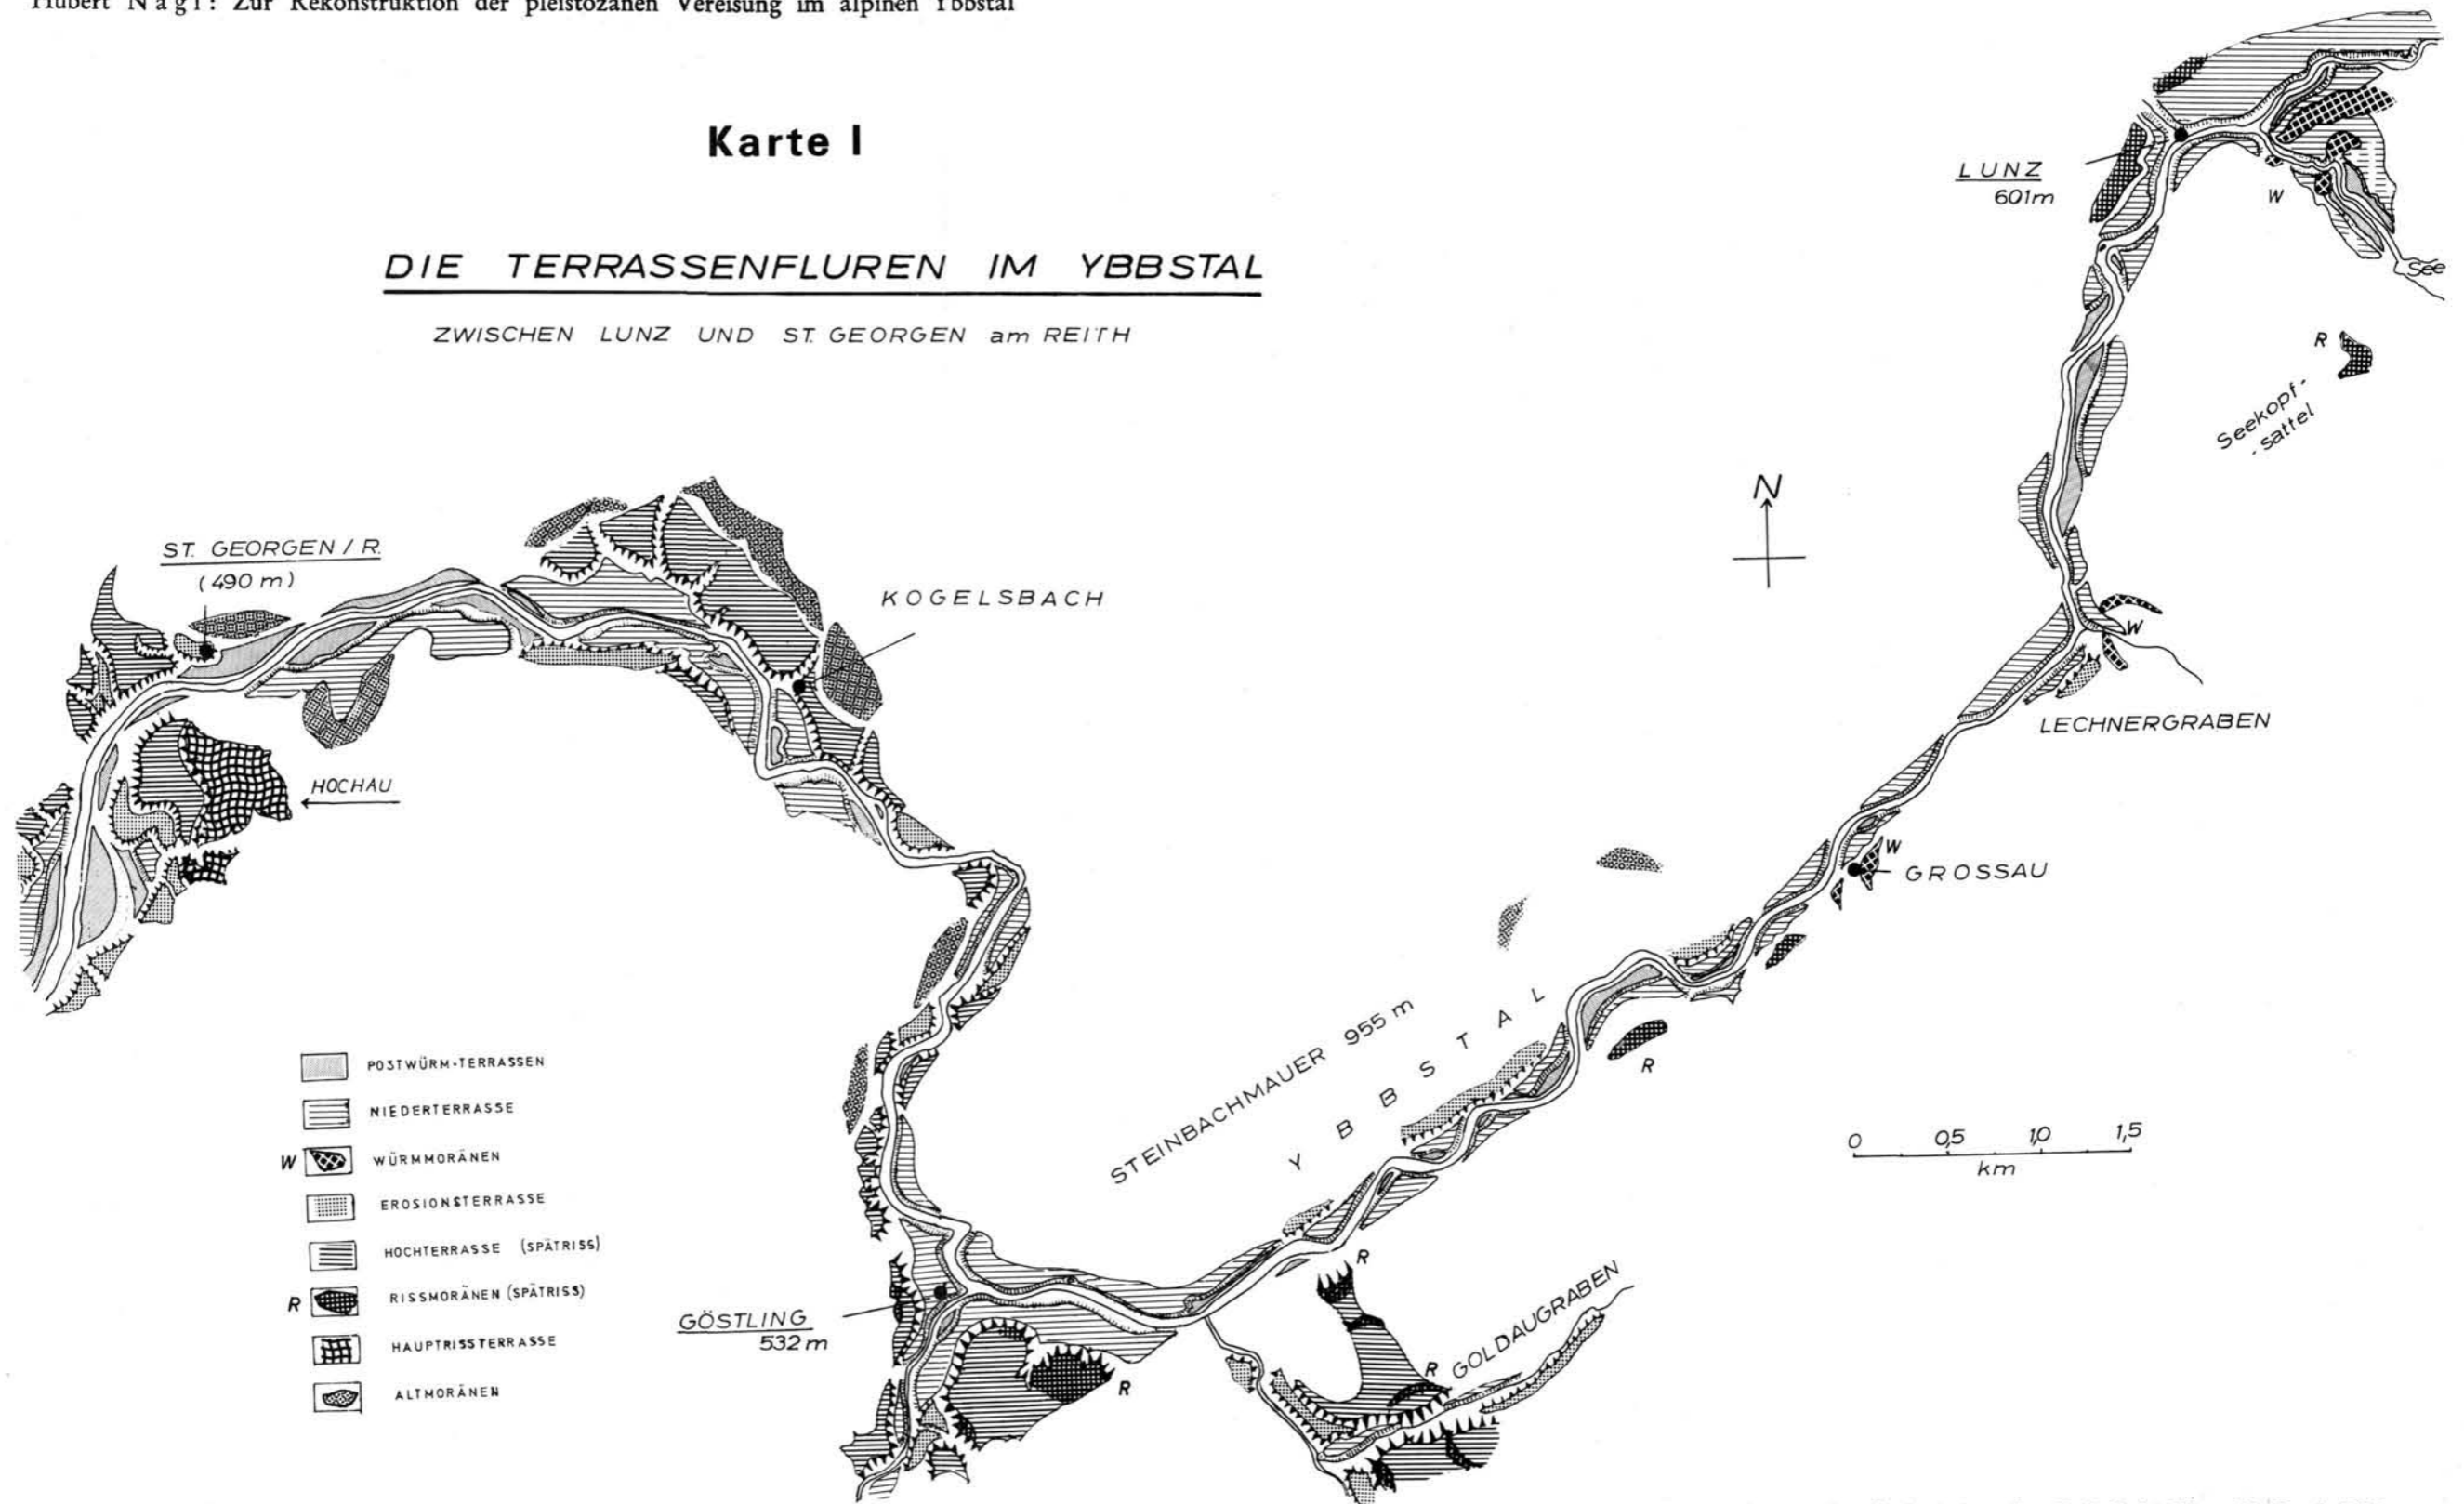 Hubert Nagl: Zur Rekonstruktion der pleistozänen Vereisung im alpinen Ybbstal
Karte I
DIE TERRASSENFLUREN IM YBBSTAL
ZWISCHEN LUNZ UND ST. GEORGEN am REITH
LUNZ
601m
W
See
R
Seekopf-
-sattel
N
ST. GEORGEN / R.
(490 m)
KOGELSBACH
W
LECHNERGRABEN
HOCHAU
W
GROSSAU
STEINBACHMAUER 955 m
YBBSTAL
R
0 0,5 1,0 1,5
km
POSTWÜRM-TERRASSEN
NIEDERTERRASSE
W WÜRMMORÄNEN
EROSIONSTERRASSE
HOCHTERRASSE (SPÄTRISS)
R RISSMORÄNEN (SPÄTRISS)
HAUPTRISSTERRASSE
ALTMORÄNEN
GÖSTLING
532 m
R
R
R
GOLDAUGRABEN